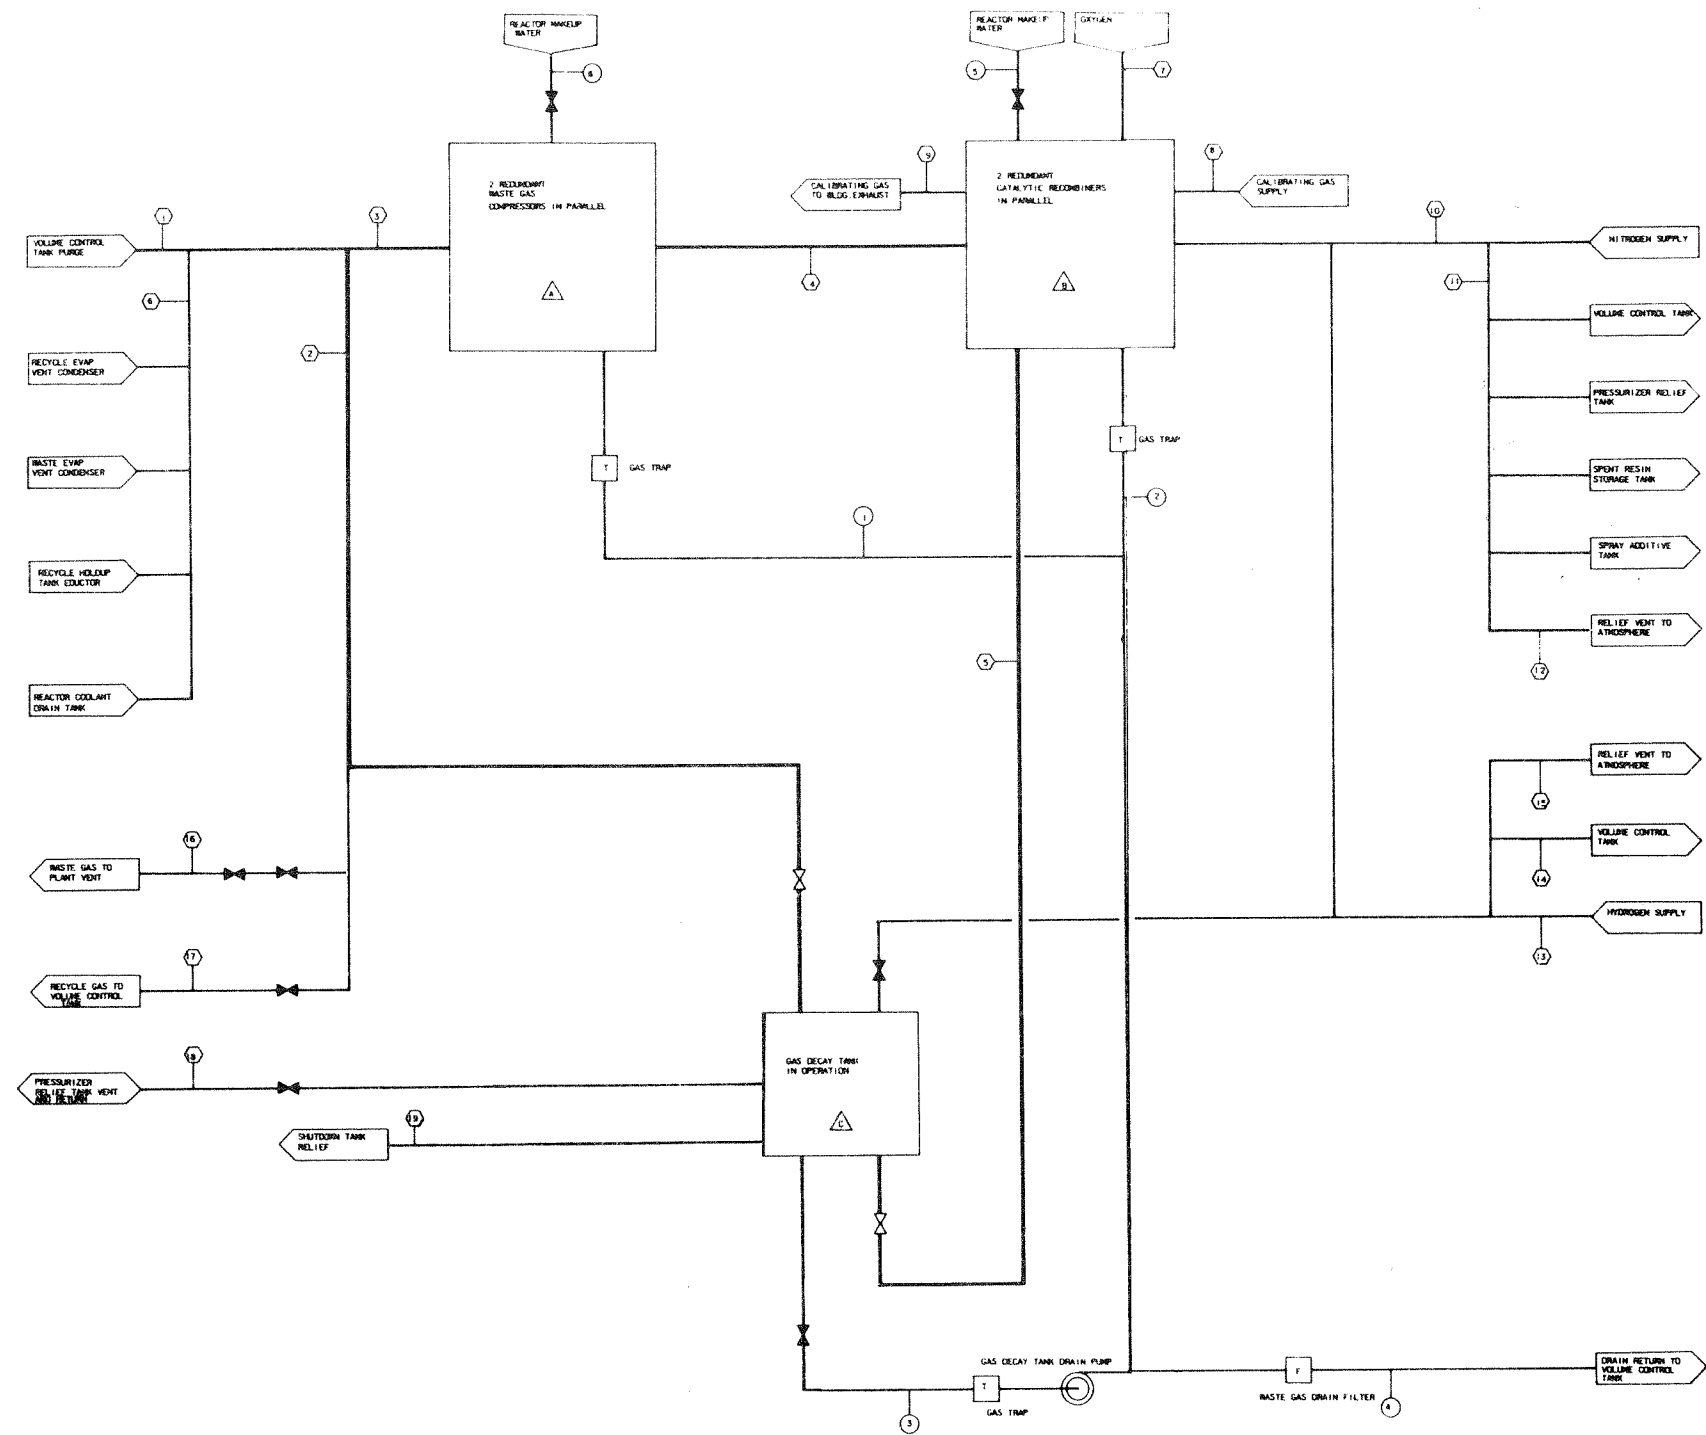 REACTOR MAKEUP
WATER
6
REACTOR MAKEUP
WATER
5
OXYGEN
7
2 REDUNDANT
WASTE GAS
COMPRESSORS IN PARALLEL
A
9
CALIBRATING GAS
TO BLDG.EXHAUST
2 REDUNDANT
CATALYTIC RECOMBINERS
IN PARALLEL
B
8
CALIBRATING GAS
SUPPLY
1
VOLUME CONTROL
TANK PURGE
3
4
10
NITROGEN SUPPLY
6
11
VOLUME CONTROL TANK
2
RECYCLE EVAP
VENT CONDENSER
PRESSURIZER RELIEF
TANK
WASTE EVAP
VENT CONDENSER
T
GAS TRAP
T
GAS TRAP
SPENT RESIN
STORAGE TANK
1
2
SPRAY ADDITIVE
TANK
RECYCLE HOLDUP
TANK EDUCTOR
RELIEF VENT TO
ATMOSPHERE
5
12
REACTOR COOLANT
DRAIN TANK
RELIEF VENT TO
ATMOSPHERE
15
16
WASTE GAS TO
PLANT VENT
VOLUME CONTROL
TANK
14
HYDROGEN SUPPLY
13
17
RECYCLE GAS TO
VOLUME CONTROL
TANK
18
PRESSURIZER
RELIEF TANK VENT
AND RETURN
GAS DECAY TANK
IN OPERATION
C
19
SHUTDOWN TANK
RELIEF
GAS DECAY TANK DRAIN PUMP
T
GAS TRAP
3
F
WASTE GAS DRAIN FILTER
4
DRAIN RETURN TO
VOLUME CONTROL
TANK